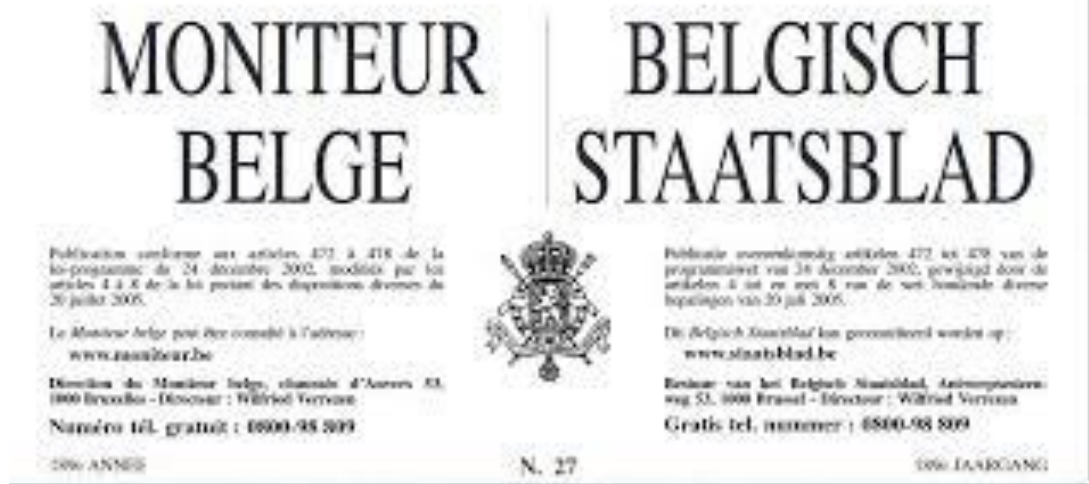 MONITEUR
BELGE
BELGISCH
STAATSBLAD
Publication conforme aux articles 472 à 478 de la
loi-programme du 24 décembre 2002, modifiés par les
articles 4 à 8 de la loi portant des dispositions diverses du
20 juillet 2005.
Le Moniteur belge peut être consulté à l'adresse :
www.moniteur.be
Direction du Moniteur belge, chaussée d'Anvers 53,
1000 Bruxelles - Directeur : Wilfried Verrezen
Numéro tél. gratuit : 0800-98 809
ANNEE
N. 27
Publicatie overeenkomstig artikelen 472 tot 478 van de
programmawet van 24 december 2002, gewijzigd door de
artikelen 4 tot en met 8 van de wet houdende diverse
bepalingen van 20 juli 2005.
Dit Belgisch Staatsblad kan geconsulteerd worden op :
www.staatsblad.be
Bestuur van het Belgisch Staatsblad, Antwerpsesteen-
weg 53, 1000 Brussel - Directeur : Wilfried Verrezen
Gratis tel. nummer : 0800-98 809
JAARGANG